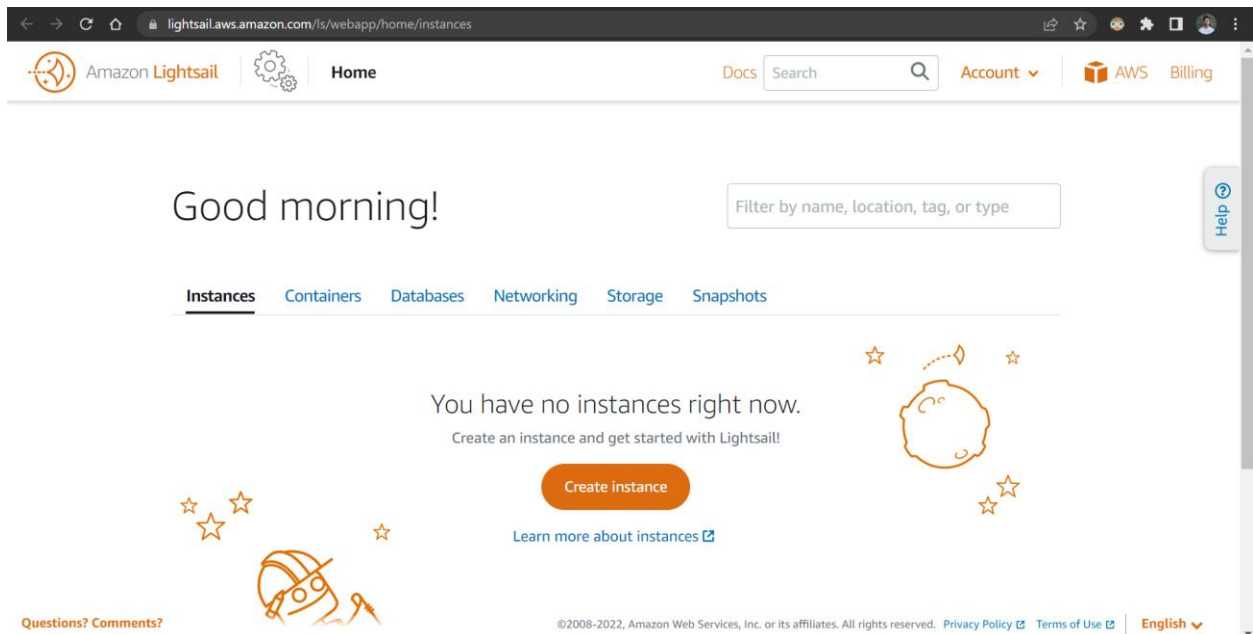 lightsail.aws.amazon.com/ls/webapp/home/instances
Amazon Lightsail Home Docs Search Account AWS Billing
Good morning!
Filter by name, location, tag, or type
Help
Instances Containers Databases Networking Storage Snapshots
You have no instances right now.
Create an instance and get started with Lightsail!
Create instance
Learn more about instances
Questions? Comments? ©2008-2022, Amazon Web Services, Inc. or its affiliates. All rights reserved. Privacy Policy Terms of Use English